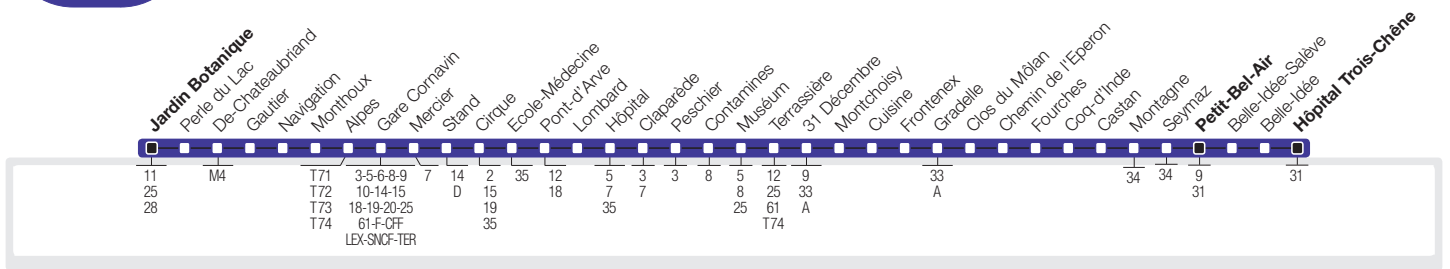 Jardin Botanique
Perle du Lac
De-Chateaubriand
Gautier
Navigation
Monthoux
Alpes
Gare Cornavin
Mercier
Stand
Cirque
Ecole-Médecine
Pont-d'Arve
Lombard
Hôpital
Claparède
Peschier
Contamines
Muséum
Terrassière
31 Décembre
Montchoisy
Cuisine
Frontenex
Gradelle
Clos du Môlan
Chemin de l'Eperon
Fourches
Coq-d'Inde
Castan
Montagne
Seymaz
Petit-Bel-Air
Belle-Idée-Salève
Belle-Idée
Hôpital Trois-Chêne
11
25
28
M4
T71
T72
T73
T74
3-5-6-8-9
10-14-15
18-19-20-25
61-F-CFF
LEX-SNCF-TER
7
14
D
2
15
19
35
35
12
18
5
7
35
3
7
3
8
5
8
25
12
25
61
T74
9
33
A
33
A
34
34
9
31
31